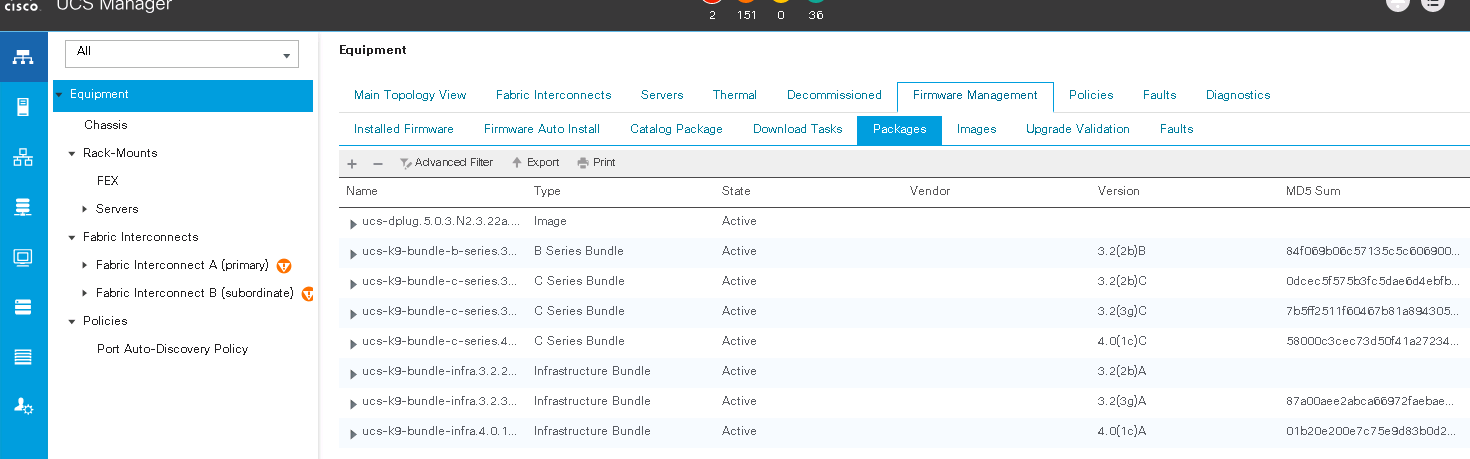 cisco. UCS Manager
2 151 0 36
All
Equipment
Chassis
Rack-Mounts
FEX
Servers
Fabric Interconnects
Fabric Interconnect A (primary)
Fabric Interconnect B (subordinate)
Policies
Port Auto-Discovery Policy
Equipment
Main Topology View Fabric Interconnects Servers Thermal Decommissioned Firmware Management Policies Faults Diagnostics
Installed Firmware Firmware Auto Install Catalog Package Download Tasks Packages Images Upgrade Validation Faults
+ − Advanced Filter Export Print
Name Type State Vendor Version MD5 Sum
ucs-dplug.5.0.3.N2.3.22a.... Image Active
ucs-k9-bundle-b-series.3... B Series Bundle Active 3.2(2b)B 84f069b06c57135c5c606900...
ucs-k9-bundle-c-series.3... C Series Bundle Active 3.2(2b)C 0dcec5f575b3fc5dae6d4ebfb...
ucs-k9-bundle-c-series.3... C Series Bundle Active 3.2(3g)C 7b5ff2511f60467b81a894305...
ucs-k9-bundle-c-series.4... C Series Bundle Active 4.0(1c)C 58000c3cec73d50f41a27234...
ucs-k9-bundle-infra.3.2.2... Infrastructure Bundle Active 3.2(2b)A
ucs-k9-bundle-infra.3.2.3... Infrastructure Bundle Active 3.2(3g)A 87a00aee2abca66972faebae...
ucs-k9-bundle-infra.4.0.1... Infrastructure Bundle Active 4.0(1c)A 01b20e200e7c75e9d83b0d2...